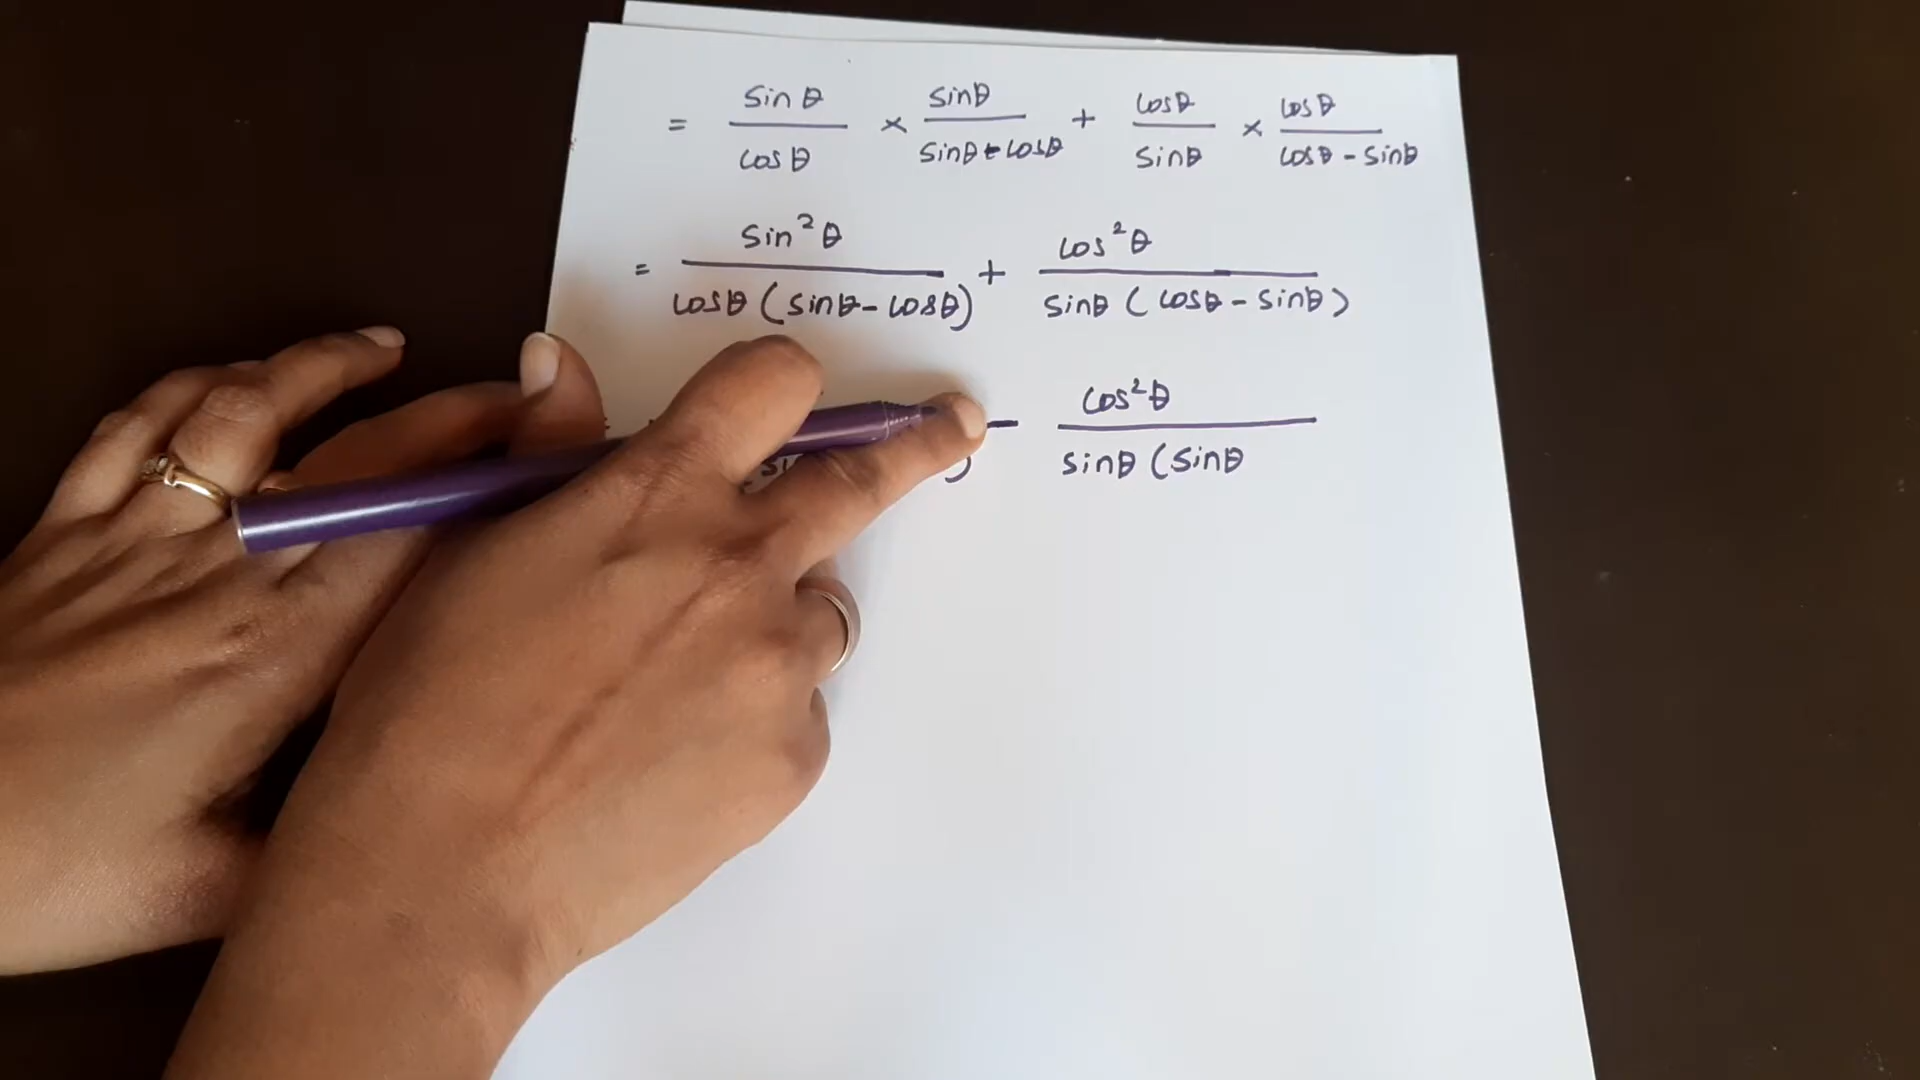 = sinθ/cosθ × sinθ/sinθ-cosθ + cosθ/sinθ × cosθ/cosθ-sinθ
= sin²θ/cosθ(sinθ-cosθ) + cos²θ/sinθ(cosθ-sinθ)
) - cos²θ/sinθ(sinθ